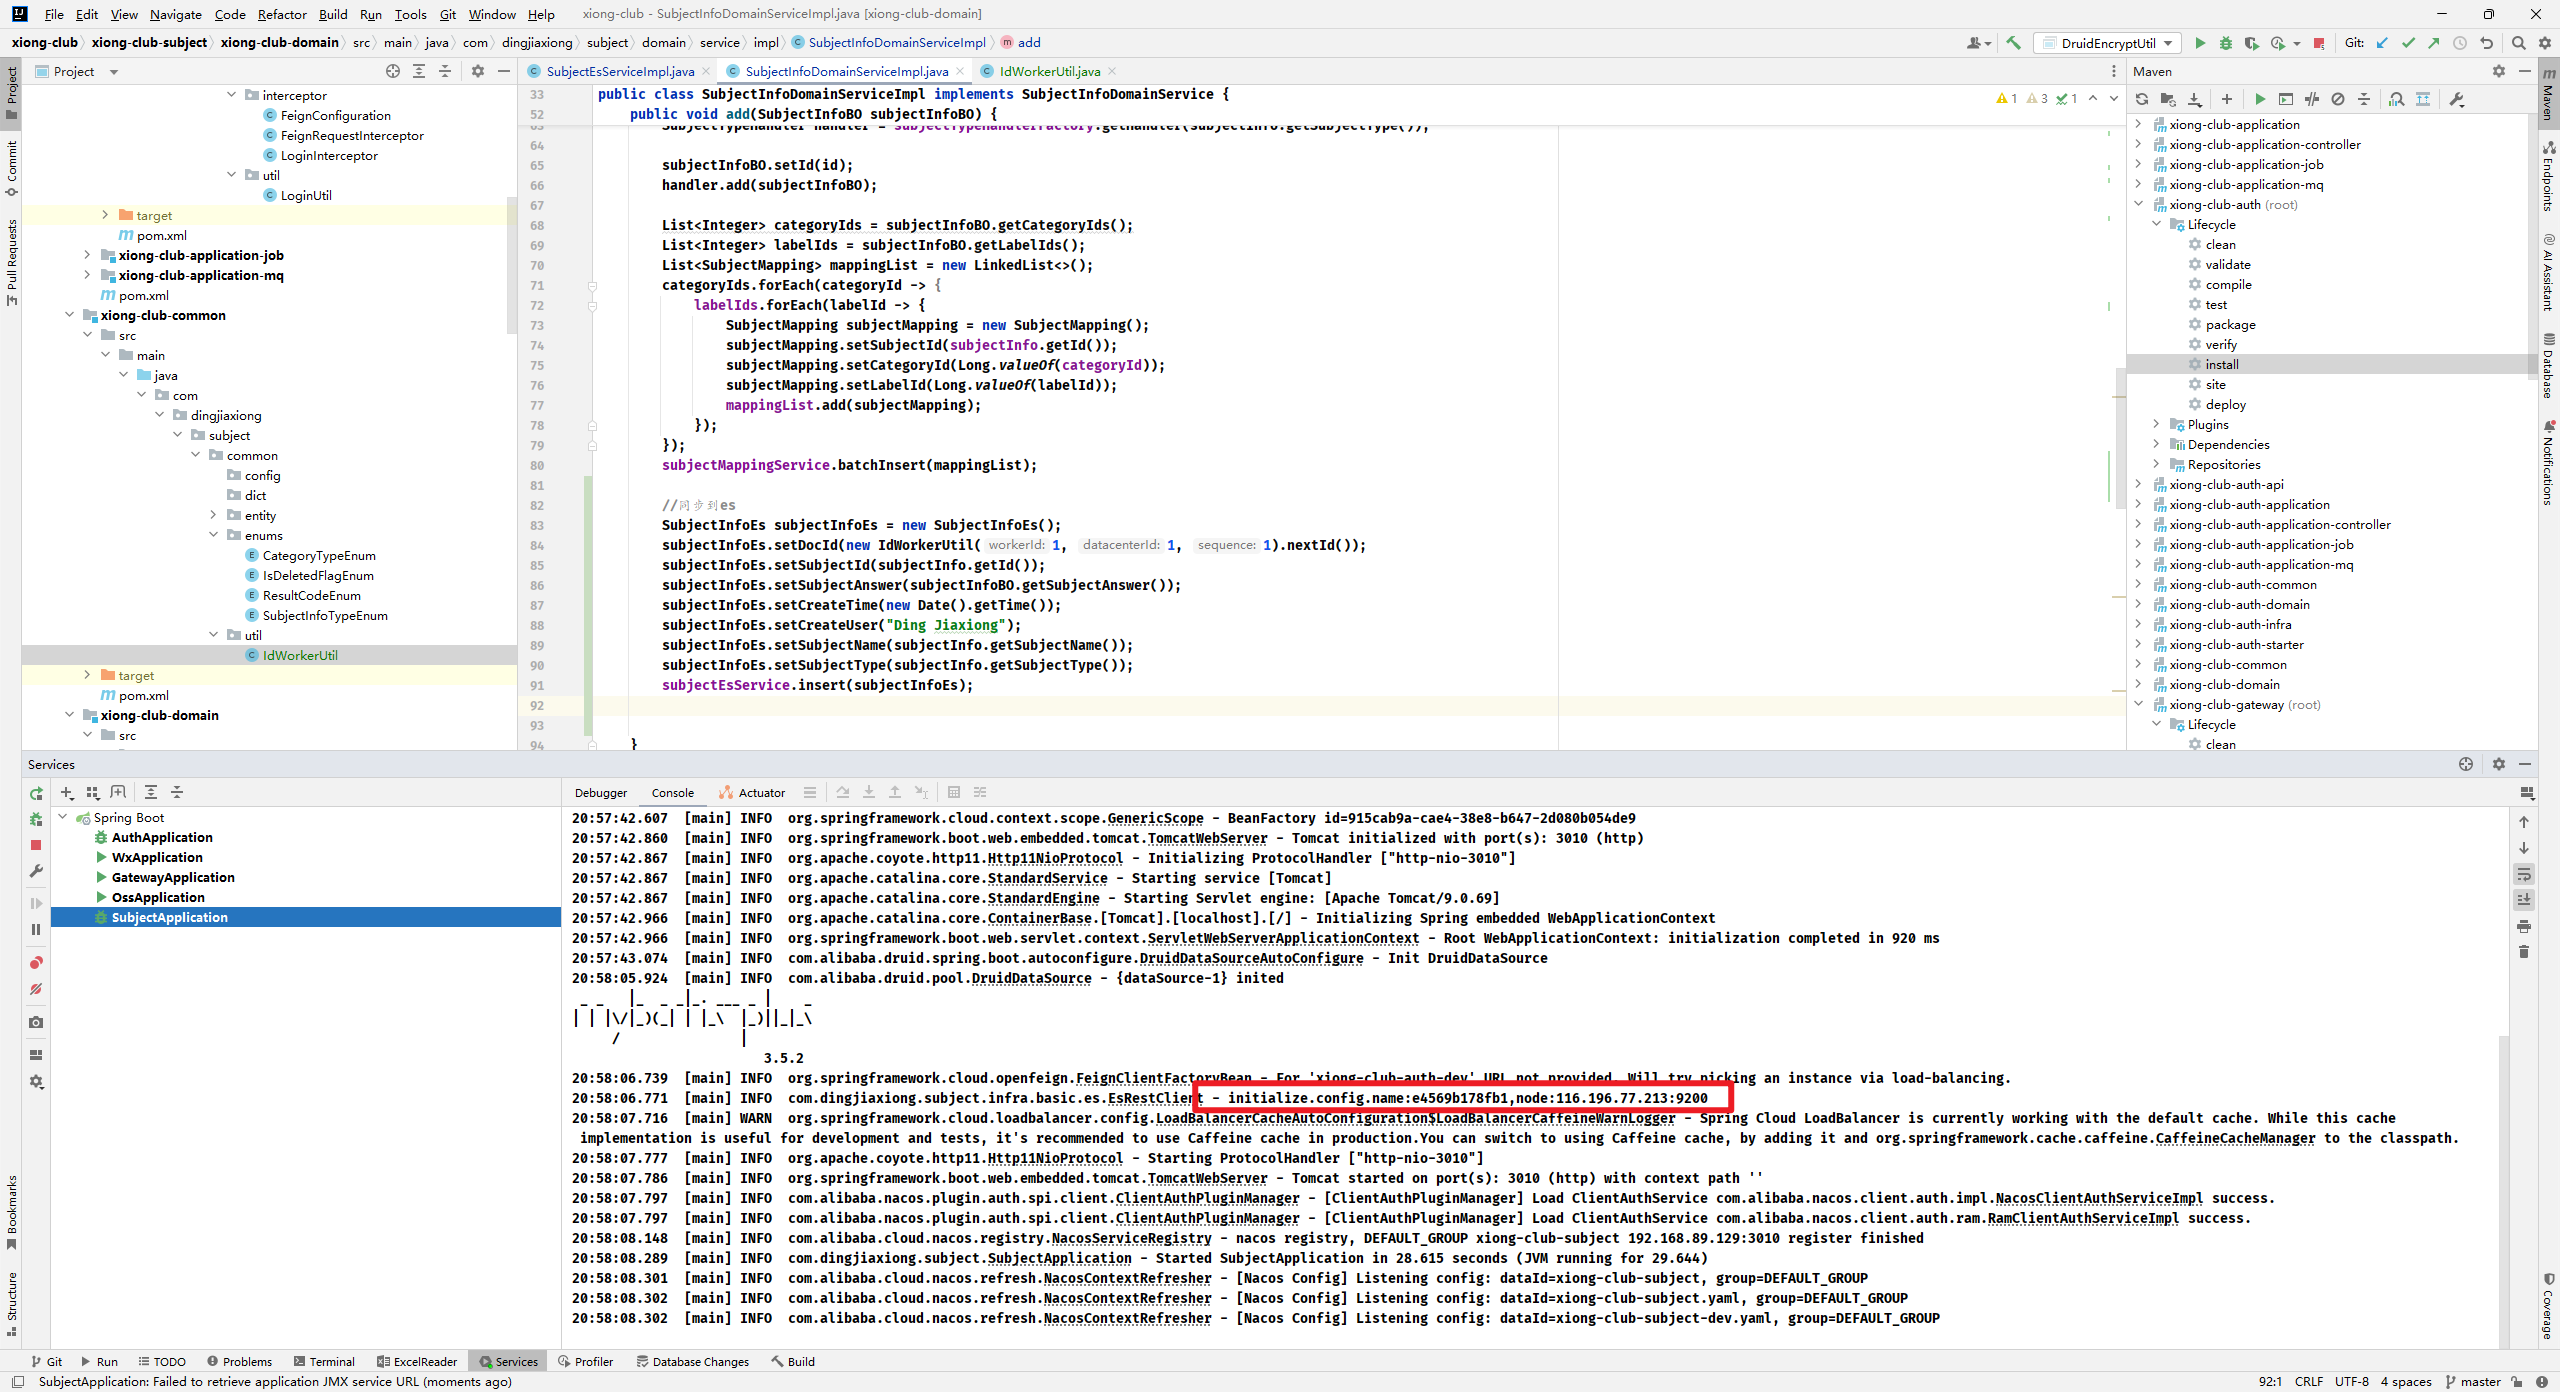 File Edit View Navigate Code Refactor Build Run Tools Git Window Help xiong-club - SubjectInfoDomainServiceImpl.java [xiong-club-domain]
xiong-club xiong-club-subject xiong-club-domain src main java com dingjiaxiong subject domain service impl SubjectInfoDomainServiceImpl add
DruidEncryptUtil Git:
Project
SubjectEsServiceImpl.java SubjectInfoDomainServiceImpl.java IdWorkerUtil.java
Maven
Project
Commit
Pull Requests
interceptor
FeignConfiguration
FeignRequestInterceptor
LoginInterceptor
util
LoginUtil
target
pom.xml
xiong-club-application-job
xiong-club-application-mq
pom.xml
xiong-club-common
src
main
java
com
dingjiaxiong
subject
common
config
dict
entity
enums
CategoryTypeEnum
IsDeletedFlagEnum
ResultCodeEnum
SubjectInfoTypeEnum
util
IdWorkerUtil
target
pom.xml
xiong-club-domain
src
33 public class SubjectInfoDomainServiceImpl implements SubjectInfoDomainService {
1 3 1
52 public void add(SubjectInfoBO subjectInfoBO) {
63 SubjectTypeHandler handler = subjectTypeHandlerFactory.getHandler(subjectInfo.getSubjectType());
64
65 subjectInfoBO.setId(id);
66 handler.add(subjectInfoBO);
67
68 List<Integer> categoryIds = subjectInfoBO.getCategoryIds();
69 List<Integer> labelIds = subjectInfoBO.getLabelIds();
70 List<SubjectMapping> mappingList = new LinkedList<>();
71 categoryIds.forEach(categoryId -> {
72 labelIds.forEach(labelId -> {
73 SubjectMapping subjectMapping = new SubjectMapping();
74 subjectMapping.setSubjectId(subjectInfo.getId());
75 subjectMapping.setCategoryId(Long.valueOf(categoryId));
76 subjectMapping.setLabelId(Long.valueOf(labelId));
77 mappingList.add(subjectMapping);
78 });
79 });
80 subjectMappingService.batchInsert(mappingList);
81
82 //同步到es
83 SubjectInfoEs subjectInfoEs = new SubjectInfoEs();
84 subjectInfoEs.setDocId(new IdWorkerUtil( workerId: 1, datacenterId: 1, sequence: 1).nextId());
85 subjectInfoEs.setSubjectId(subjectInfo.getId());
86 subjectInfoEs.setSubjectAnswer(subjectInfoBO.getSubjectAnswer());
87 subjectInfoEs.setCreateTime(new Date().getTime());
88 subjectInfoEs.setCreateUser("Ding Jiaxiong");
89 subjectInfoEs.setSubjectName(subjectInfo.getSubjectName());
90 subjectInfoEs.setSubjectType(subjectInfo.getSubjectType());
91 subjectEsService.insert(subjectInfoEs);
92
93
94 }
xiong-club-application
xiong-club-application-controller
xiong-club-application-job
xiong-club-application-mq
xiong-club-auth (root)
Lifecycle
clean
validate
compile
test
package
verify
install
site
deploy
Plugins
Dependencies
Repositories
xiong-club-auth-api
xiong-club-auth-application
xiong-club-auth-application-controller
xiong-club-auth-application-job
xiong-club-auth-application-mq
xiong-club-auth-common
xiong-club-auth-domain
xiong-club-auth-infra
xiong-club-auth-starter
xiong-club-common
xiong-club-domain
xiong-club-gateway (root)
Lifecycle
clean
Maven
Endpoints
AI Assistant
Database
Notifications
Services
Spring Boot
AuthApplication
WxApplication
GatewayApplication
OssApplication
SubjectApplication
Debugger Console Actuator
20:57:42.607 [main] INFO org.springframework.cloud.context.scope.GenericScope - BeanFactory id=915cab9a-cae4-38e8-b647-2d080b054de9
20:57:42.860 [main] INFO org.springframework.boot.web.embedded.tomcat.TomcatWebServer - Tomcat initialized with port(s): 3010 (http)
20:57:42.867 [main] INFO org.apache.coyote.http11.Http11NioProtocol - Initializing ProtocolHandler ["http-nio-3010"]
20:57:42.867 [main] INFO org.apache.catalina.core.StandardService - Starting service [Tomcat]
20:57:42.867 [main] INFO org.apache.catalina.core.StandardEngine - Starting Servlet engine: [Apache Tomcat/9.0.69]
20:57:42.966 [main] INFO org.apache.catalina.core.ContainerBase.[Tomcat].[localhost].[/] - Initializing Spring embedded WebApplicationContext
20:57:42.966 [main] INFO org.springframework.boot.web.servlet.context.ServletWebServerApplicationContext - Root WebApplicationContext: initialization completed in 920 ms
20:57:43.074 [main] INFO com.alibaba.druid.spring.boot.autoconfigure.DruidDataSourceAutoConfigure - Init DruidDataSource
20:58:05.924 [main] INFO com.alibaba.druid.pool.DruidDataSource - {dataSource-1} inited
 _ _   |_  _ _|_. ___ _ |    _
| | |\/|_)(_| | |_\  |_)||_|_\
     /               |
3.5.2
20:58:06.739 [main] INFO org.springframework.cloud.openfeign.FeignClientFactoryBean - For 'xiong-club-auth-dev' URL not provided. Will try picking an instance via load-balancing.
20:58:06.771 [main] INFO com.dingjiaxiong.subject.infra.basic.es.EsRestClient - initialize.config.name:e4569b178fb1,node:116.196.77.213:9200
20:58:07.716 [main] WARN org.springframework.cloud.loadbalancer.config.LoadBalancerCacheAutoConfiguration$LoadBalancerCaffeineWarnLogger - Spring Cloud LoadBalancer is currently working with the default cache. While this cache
implementation is useful for development and tests, it's recommended to use Caffeine cache in production.You can switch to using Caffeine cache, by adding it and org.springframework.cache.caffeine.CaffeineCacheManager to the classpath.
20:58:07.777 [main] INFO org.apache.coyote.http11.Http11NioProtocol - Starting ProtocolHandler ["http-nio-3010"]
20:58:07.786 [main] INFO org.springframework.boot.web.embedded.tomcat.TomcatWebServer - Tomcat started on port(s): 3010 (http) with context path ''
20:58:07.797 [main] INFO com.alibaba.nacos.plugin.auth.spi.client.ClientAuthPluginManager - [ClientAuthPluginManager] Load ClientAuthService com.alibaba.nacos.client.auth.impl.NacosClientAuthServiceImpl success.
20:58:07.797 [main] INFO com.alibaba.nacos.plugin.auth.spi.client.ClientAuthPluginManager - [ClientAuthPluginManager] Load ClientAuthService com.alibaba.nacos.client.auth.ram.RamClientAuthServiceImpl success.
20:58:08.148 [main] INFO com.alibaba.cloud.nacos.registry.NacosServiceRegistry - nacos registry, DEFAULT_GROUP xiong-club-subject 192.168.89.129:3010 register finished
20:58:08.289 [main] INFO com.dingjiaxiong.subject.SubjectApplication - Started SubjectApplication in 28.615 seconds (JVM running for 29.644)
20:58:08.301 [main] INFO com.alibaba.cloud.nacos.refresh.NacosContextRefresher - [Nacos Config] Listening config: dataId=xiong-club-subject, group=DEFAULT_GROUP
20:58:08.302 [main] INFO com.alibaba.cloud.nacos.refresh.NacosContextRefresher - [Nacos Config] Listening config: dataId=xiong-club-subject.yaml, group=DEFAULT_GROUP
20:58:08.302 [main] INFO com.alibaba.cloud.nacos.refresh.NacosContextRefresher - [Nacos Config] Listening config: dataId=xiong-club-subject-dev.yaml, group=DEFAULT_GROUP
Bookmarks
Structure
Coverage
Git Run TODO Problems Terminal ExcelReader Services Profiler Database Changes Build
SubjectApplication: Failed to retrieve application JMX service URL (moments ago) 92:1 CRLF UTF-8 4 spaces master